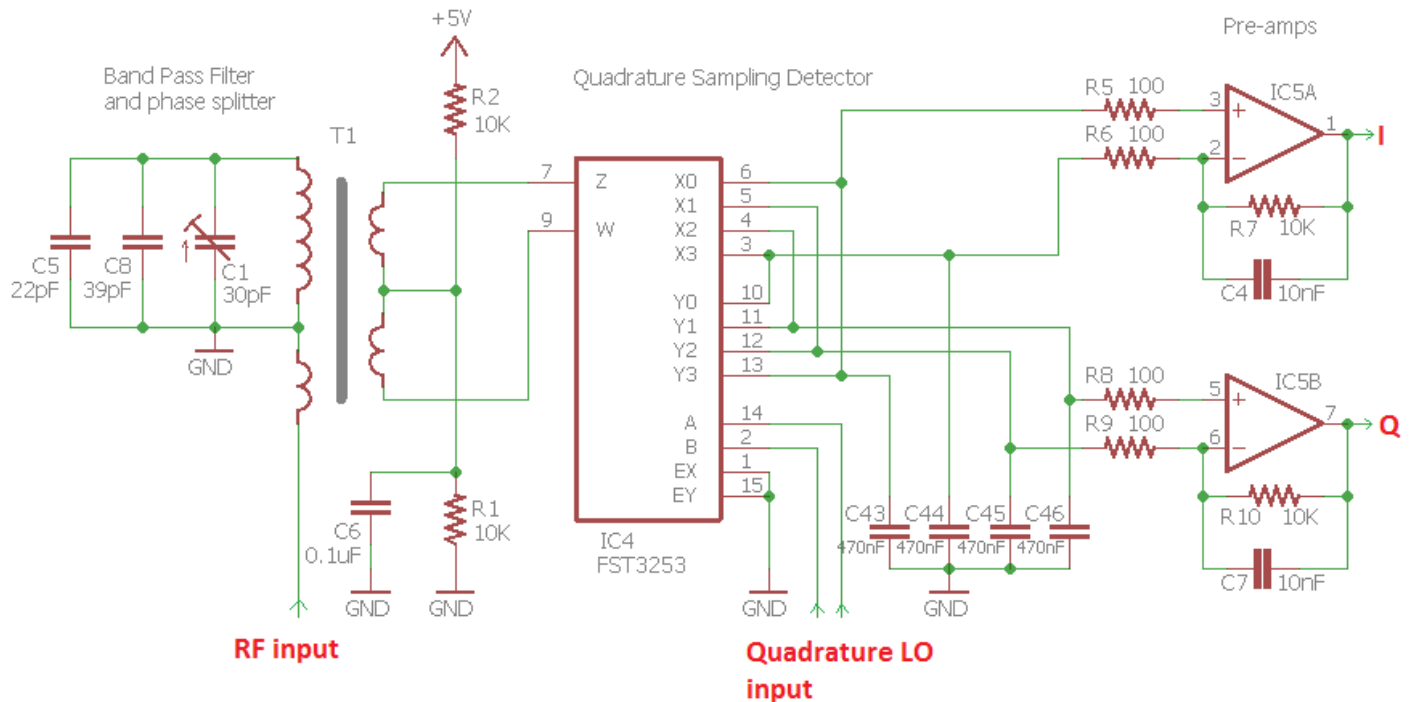 Pre-amps
+5V
Band Pass Filter
and phase splitter
Quadrature Sampling Detector
R2
10K
T1
R5 100
R6 100
IC5A
3
+
2
-
1
I
R7 10K
C4 10nF
7
Z
9
W
X0 6
X1 5
X2 4
X3 3
Y0 10
Y1 11
Y2 12
Y3 13
A 14
B 2
EX 1
EY 15
IC4
FST3253
C5
22pF
C8
39pF
C1
30pF
GND
R8 100
R9 100
IC5B
5
+
6
-
7
Q
R10 10K
C7 10nF
C6
0.1uF
R1
10K
C43 C44 C45 C46
470nF 470nF 470nF 470nF
GND
GND
GND
GND
RF input
Quadrature LO
input